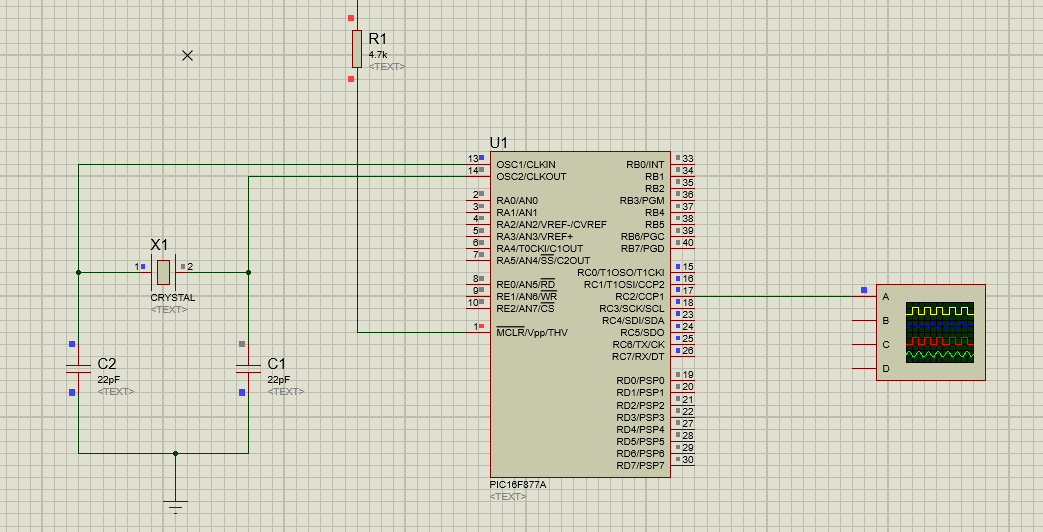 R1
4.7k
<TEXT>
U1
13 OSC1/CLKIN RB0/INT 33
14 OSC2/CLKOUT RB1 34
RB2 35
2 RA0/AN0 RB3/PGM 36
3 RA1/AN1 RB4 37
4 RA2/AN2/VREF-/CVREF RB5 38
5 RA3/AN3/VREF+ RB6/PGC 39
6 RA4/T0CKI/C1OUT RB7/PGD 40
7 RA5/AN4/SS/C2OUT
RC0/T1OSO/T1CKI 15
8 RE0/AN5/RD RC1/T1OSI/CCP2 16
9 RE1/AN6/WR RC2/CCP1 17
10 RE2/AN7/CS RC3/SCK/SCL 18
RC4/SDI/SDA 23
1 MCLR/Vpp/THV RC5/SDO 24
RC6/TX/CK 25
RC7/RX/DT 26
RD0/PSP0 19
RD1/PSP1 20
RD2/PSP2 21
RD3/PSP3 22
RD4/PSP4 27
RD5/PSP5 28
RD6/PSP6 29
RD7/PSP7 30
PIC16F877A
<TEXT>
X1
1 2
CRYSTAL
<TEXT>
C2
22pF
<TEXT>
C1
22pF
<TEXT>
A
B
C
D